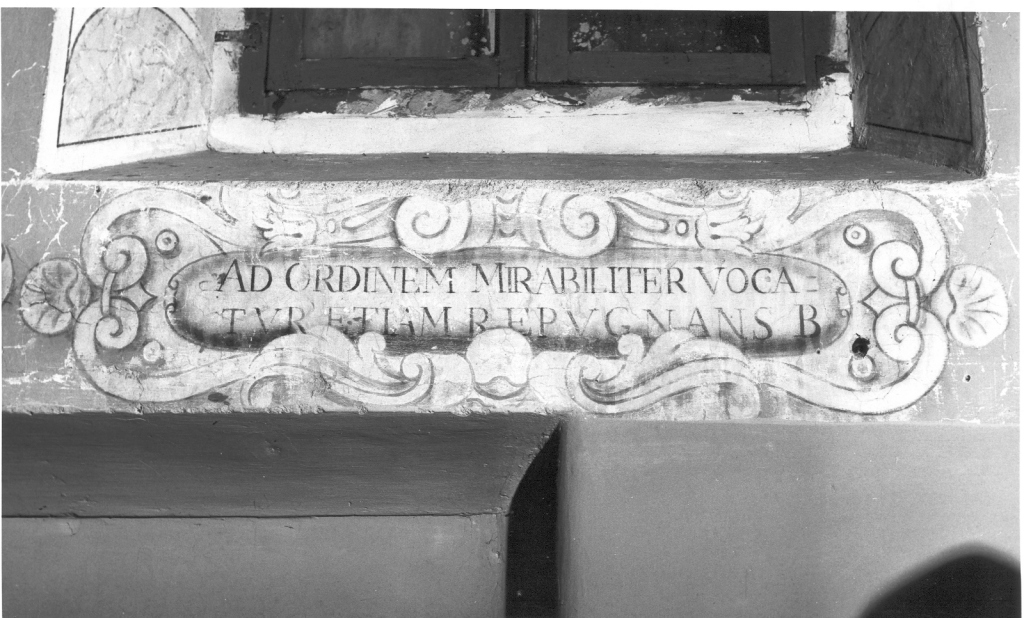 AD ORDINEM MIRABILITER VOCA-
TVR ETIAM REPVGNANS B